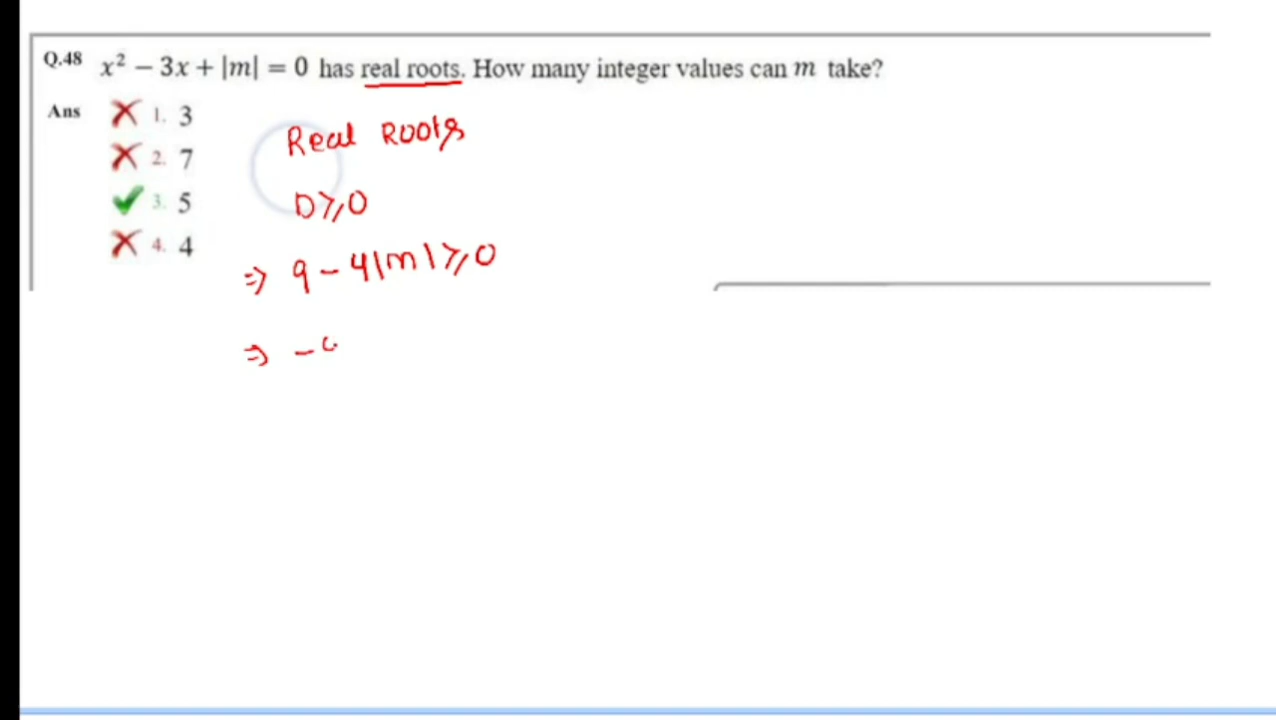 Q.48 x² − 3x + |m| = 0 has real roots. How many integer values can m take?
Ans 1. 3
2. 7
3. 5
4. 4
Real Roots
D⩾0
⇒ 9 − 4|m| ⩾ 0
⇒ −